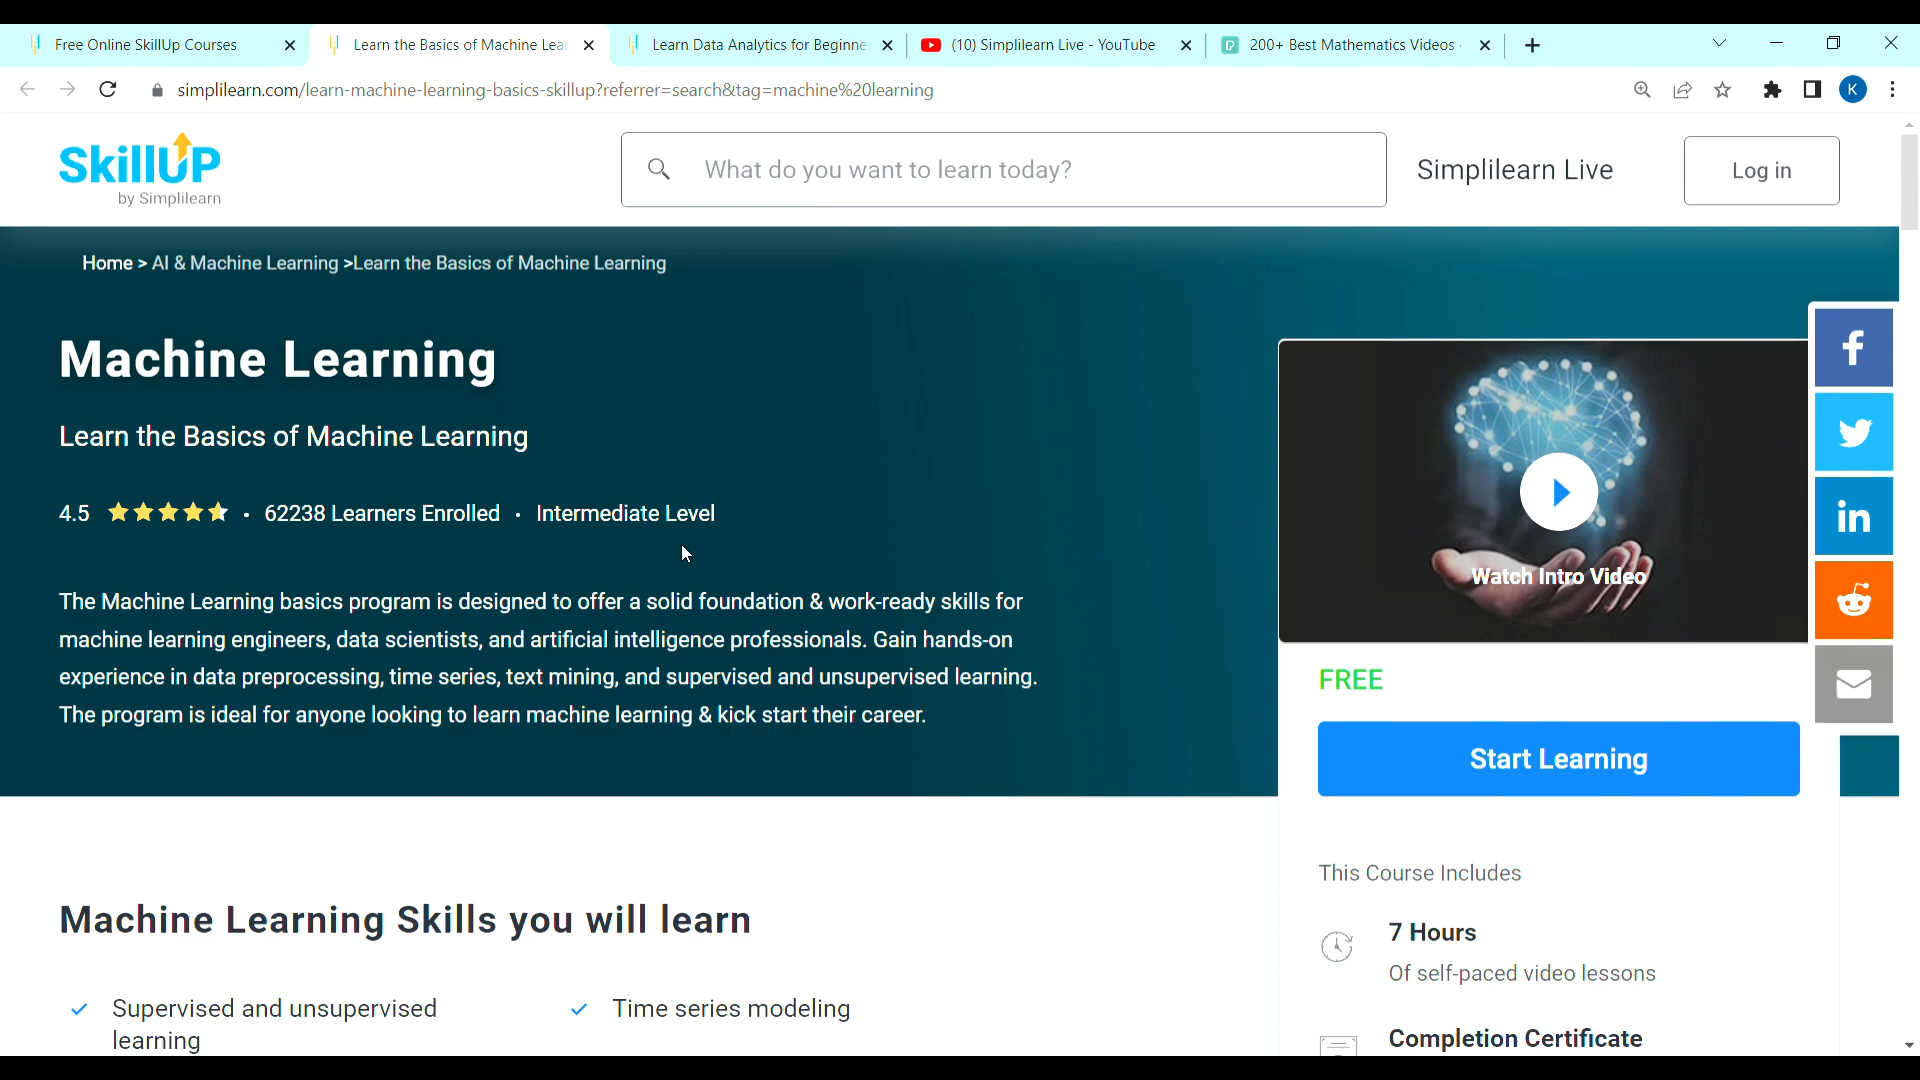 Free Online SkillUp Courses
Learn the Basics of Machine Lea
Learn Data Analytics for Beginne
(10) Simplilearn Live - YouTube
200+ Best Mathematics Videos
simplilearn.com/learn-machine-learning-basics-skillup?referrer=search&tag=machine%20learning
K
SkillUP
by Simplilearn
What do you want to learn today?
Simplilearn Live
Log in
Home > AI & Machine Learning >Learn the Basics of Machine Learning
Machine Learning
Learn the Basics of Machine Learning
4.5
· 62238 Learners Enrolled · Intermediate Level
The Machine Learning basics program is designed to offer a solid foundation & work-ready skills for
machine learning engineers, data scientists, and artificial intelligence professionals. Gain hands-on
experience in data preprocessing, time series, text mining, and supervised and unsupervised learning.
The program is ideal for anyone looking to learn machine learning & kick start their career.
Watch Intro Video
FREE
Start Learning
This Course Includes
7 Hours
Of self-paced video lessons
Completion Certificate
Machine Learning Skills you will learn
Supervised and unsupervised
learning
Time series modeling